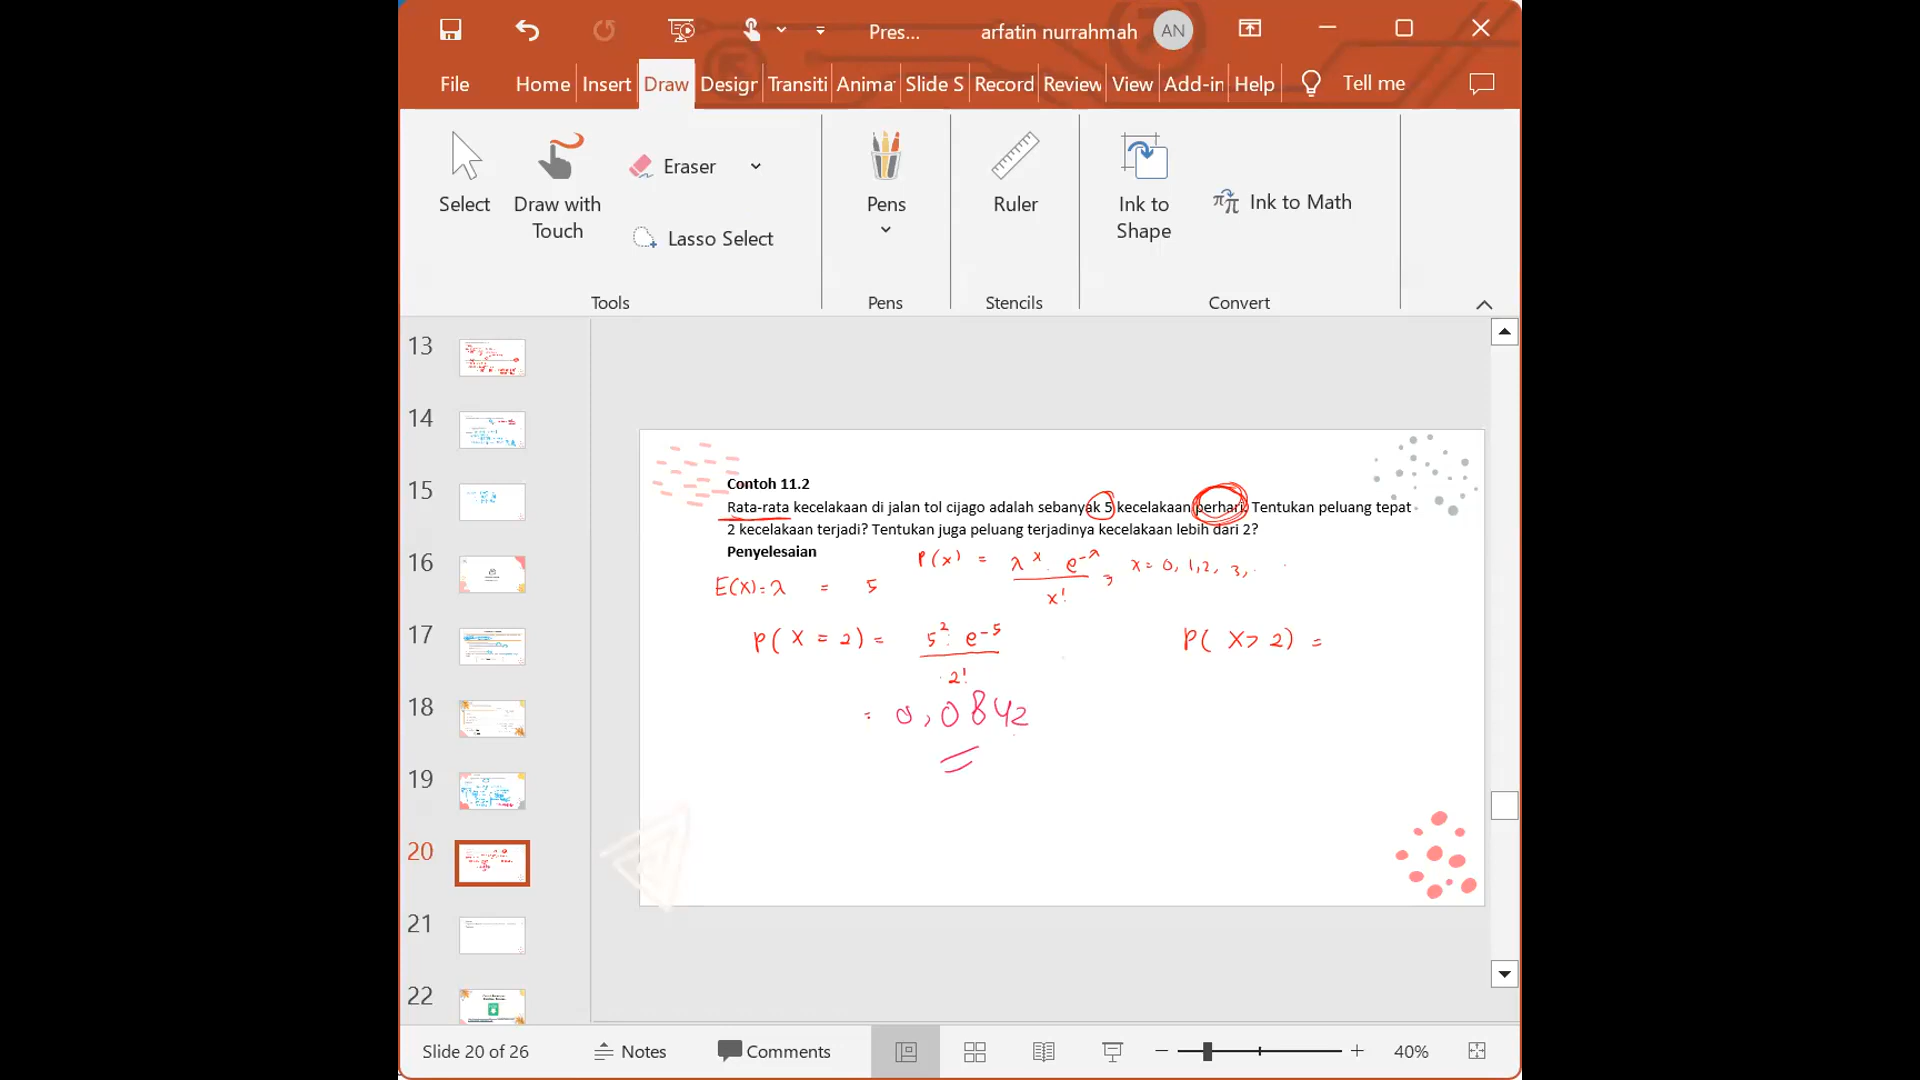 Pres... arfatin nurrahmah AN
File Home Insert Draw Design Transiti Animat Slide S Record Review View Add-in Help Tell me
Select
Draw with Touch
Eraser
Lasso Select
Pens
Ruler
Ink to Shape
Ink to Math
Tools Pens Stencils Convert
13
14
15
16
17
18
19
20
21
22
Contoh 11.2
Rata-rata kecelakaan di jalan tol cijago adalah sebanyak 5 kecelakaan perhari. Tentukan peluang tepat
2 kecelakaan terjadi? Tentukan juga peluang terjadinya kecelakaan lebih dari 2?
Penyelesaian
P(x) = λ^x . e^-λ / x! , x = 0, 1, 2, 3, . .
E(X) = λ = 5
P(X = 2) = 5^2 . e^-5 / 2!
P(X > 2) =
= 0,0842
Slide 20 of 26 Notes Comments 40%